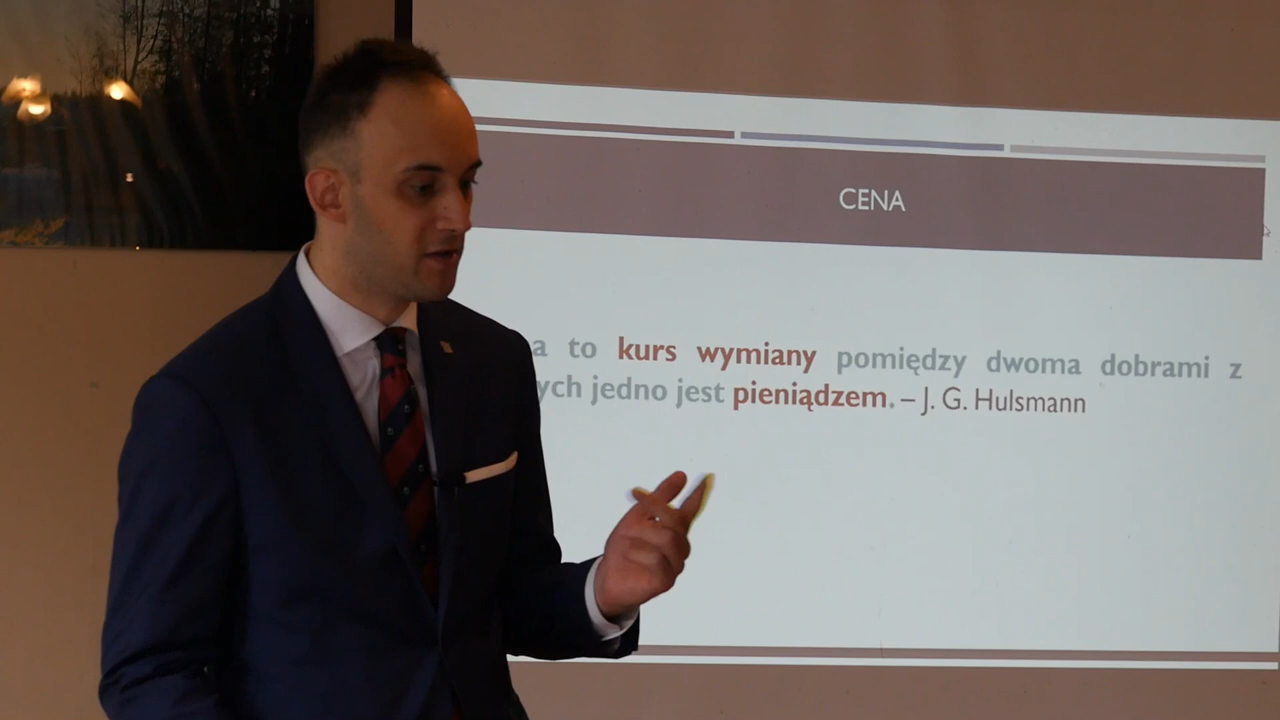 CENA
a to kurs wymiany pomiędzy dwoma dobrami z
ych jedno jest pieniądzem. – J. G. Hulsmann